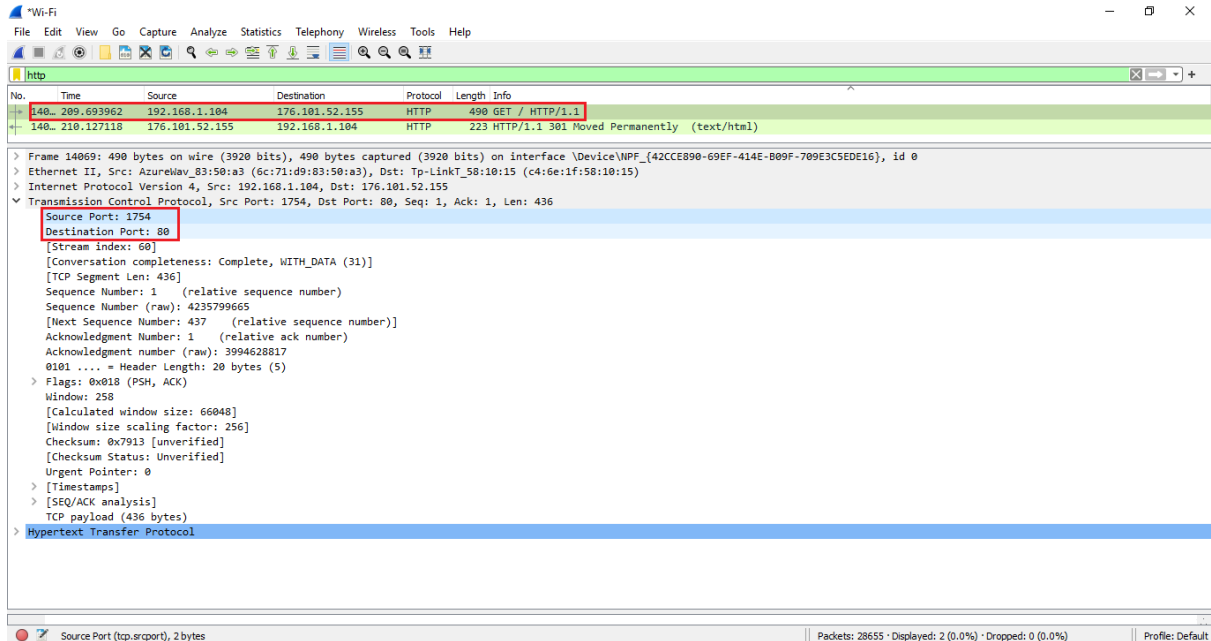 *Wi-Fi
File Edit View Go Capture Analyze Statistics Telephony Wireless Tools Help
http
No. Time Source Destination Protocol Length Info
140… 209.693962 192.168.1.104 176.101.52.155 HTTP 490 GET / HTTP/1.1
140… 210.127118 176.101.52.155 192.168.1.104 HTTP 223 HTTP/1.1 301 Moved Permanently (text/html)
> Frame 14069: 490 bytes on wire (3920 bits), 490 bytes captured (3920 bits) on interface \Device\NPF_{42CCE890-69EF-414E-B09F-709E3C5EDE16}, id 0
> Ethernet II, Src: AzureWav_83:50:a3 (6c:71:d9:83:50:a3), Dst: Tp-LinkT_58:10:15 (c4:6e:1f:58:10:15)
> Internet Protocol Version 4, Src: 192.168.1.104, Dst: 176.101.52.155
Transmission Control Protocol, Src Port: 1754, Dst Port: 80, Seq: 1, Ack: 1, Len: 436
Source Port: 1754
Destination Port: 80
[Stream index: 60]
[Conversation completeness: Complete, WITH_DATA (31)]
[TCP Segment Len: 436]
Sequence Number: 1 (relative sequence number)
Sequence Number (raw): 4235799665
[Next Sequence Number: 437 (relative sequence number)]
Acknowledgment Number: 1 (relative ack number)
Acknowledgment number (raw): 3994628817
0101 .... = Header Length: 20 bytes (5)
> Flags: 0x018 (PSH, ACK)
Window: 258
[Calculated window size: 66048]
[Window size scaling factor: 256]
Checksum: 0x7913 [unverified]
[Checksum Status: Unverified]
Urgent Pointer: 0
> [Timestamps]
> [SEQ/ACK analysis]
TCP payload (436 bytes)
> Hypertext Transfer Protocol
Source Port (tcp.srcport), 2 bytes Packets: 28655 · Displayed: 2 (0.0%) · Dropped: 0 (0.0%) Profile: Default